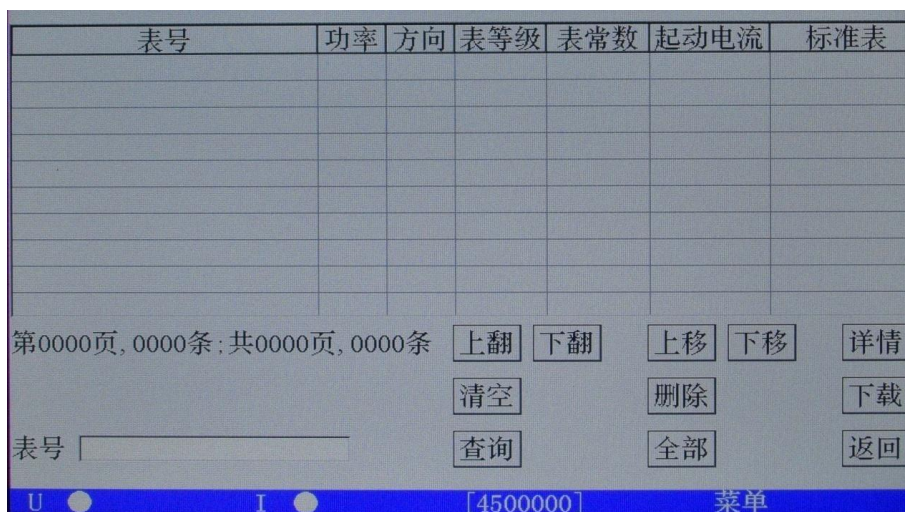 表号 功率 方向 表等级 表常数 起动电流 标准表
第0000页,0000条;共0000页,0000条 上翻 下翻 上移 下移 详情
清空 删除 下载
表号 查询 全部 返回
U I [4500000] 菜单